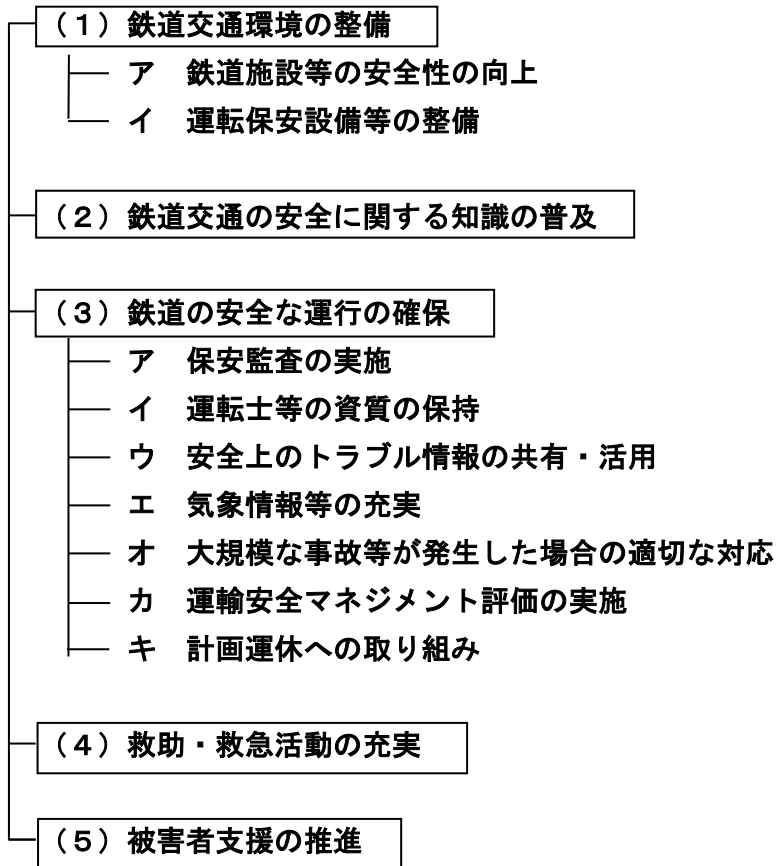 （１）鉄道交通環境の整備
ア　鉄道施設等の安全性の向上
イ　運転保安設備等の整備
（２）鉄道交通の安全に関する知識の普及
（３）鉄道の安全な運行の確保
ア　保安監査の実施
イ　運転士等の資質の保持
ウ　安全上のトラブル情報の共有・活用
エ　気象情報等の充実
オ　大規模な事故等が発生した場合の適切な対応
カ　運輸安全マネジメント評価の実施
キ　計画運休への取り組み
（４）救助・救急活動の充実
（５）被害者支援の推進